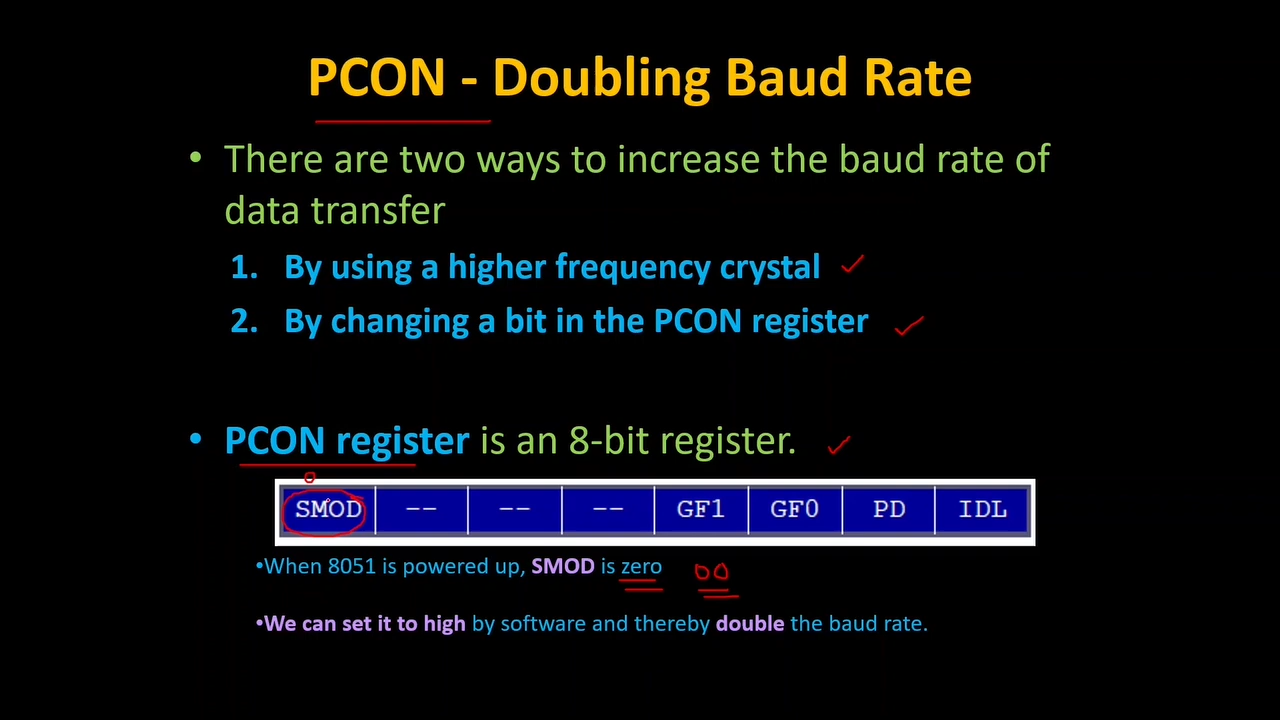 PCON - Doubling Baud Rate
• There are two ways to increase the baud rate of
data transfer
1. By using a higher frequency crystal
2. By changing a bit in the PCON register
• PCON register is an 8-bit register.
0
SMOD -- -- -- GF1 GF0 PD IDL
•When 8051 is powered up, SMOD is zero 00
•We can set it to high by software and thereby double the baud rate.